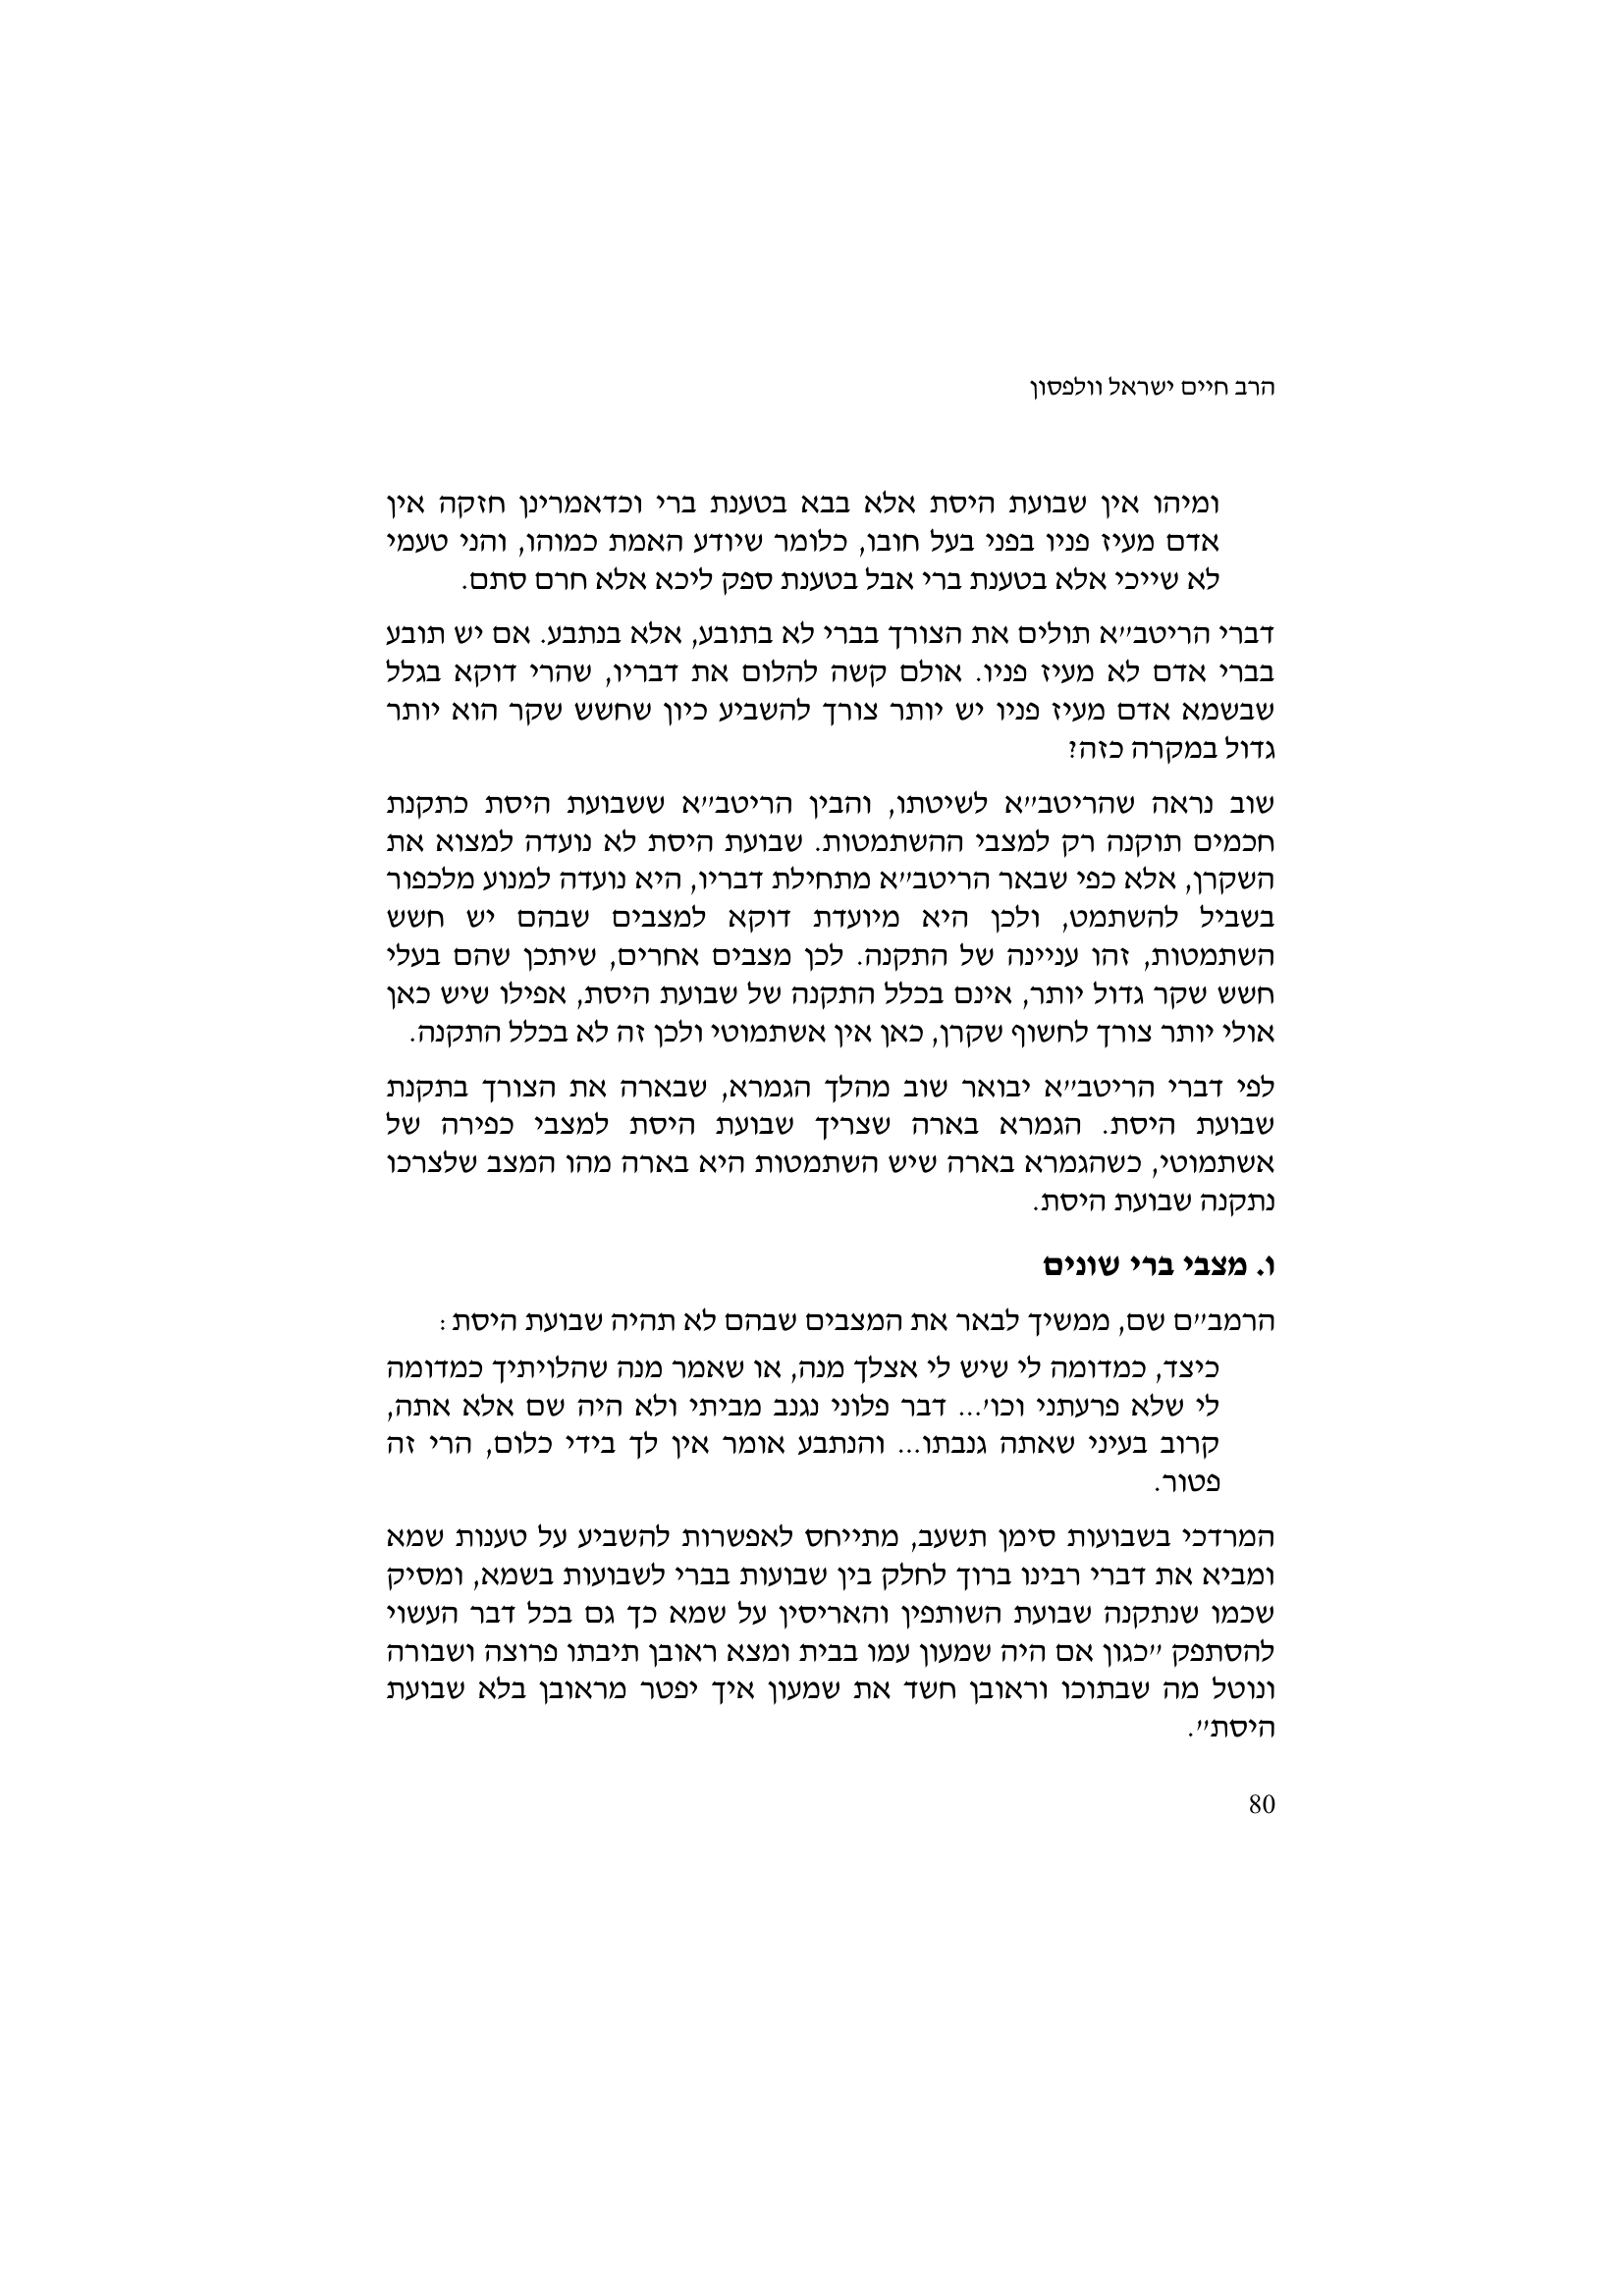 הרב חיים ישראל וולפסון
ומיהו אין שבועת היסת אלא בבא בטענת ברי וכדאמרינן חזקה אין
אדם מעיז פניו בפני בעל חובו, כלומר שיודע האמת כמוהו, והני טעמי
לא שייכי אלא בטענת ברי אבל בטענת ספק ליכא אלא חרם סתם.
דברי הריטב״א תולים את הצורך בברי לא בתובע, אלא בנתבע. אם יש תובע
בברי אדם לא מעיז פניו. אולם קשה להלום את דבריו, שהרי דוקא בגלל
שבשמא אדם מעיז פניו יש יותר צורך להשביע כיון שחשש שקר הוא יותר
גדול במקרה כזה?
שוב נראה שהריטב״א לשיטתו, והבין הריטב״א ששבועת היסת כתקנת
חכמים תוקנה רק למצבי ההשתמטות. שבועת היסת לא נועדה למצוא את
השקרן, אלא כפי שבאר הריטב״א מתחילת דבריו, היא נועדה למנוע מלכפור
בשביל להשתמט, ולכן היא מיועדת דוקא למצבים שבהם יש חשש
השתמטות, זהו עניינה של התקנה. לכן מצבים אחרים, שיתכן שהם בעלי
חשש שקר גדול יותר, אינם בכלל התקנה של שבועת היסת, אפילו שיש כאן
אולי יותר צורך לחשוף שקרן, כאן אין אשתמוטי ולכן זה לא בכלל התקנה.
לפי דברי הריטב״א יבואר שוב מהלך הגמרא, שבארה את הצורך בתקנת
שבועת היסת. הגמרא בארה שצריך שבועת היסת למצבי כפירה של
אשתמוטי, כשהגמרא בארה שיש השתמטות היא בארה מהו המצב שלצרכו
נתקנה שבועת היסת.
ו. מצבי ברי שונים
הרמב״ם שם, ממשיך לבאר את המצבים שבהם לא תהיה שבועת היסת:
כיצד, כמדומה לי שיש לי אצלך מנה, או שאמר מנה שהלויתיך כמדומה
לי שלא פרעתני וכו׳... דבר פלוני נגנב מביתי ולא היה שם אלא אתה,
קרוב בעיני שאתה גנבתו... והנתבע אומר אין לך בידי כלום, הרי זה
פטור.
המרדכי בשבועות סימן תשעב, מתייחס לאפשרות להשביע על טענות שמא
ומביא את דברי רבינו ברוך לחלק בין שבועות בברי לשבועות בשמא, ומסיק
שכמו שנתקנה שבועת השותפין והאריסין על שמא כך גם בכל דבר העשוי
להסתפק ״כגון אם היה שמעון עמו בבית ומצא ראובן תיבתו פרוצה ושבורה
ונוטל מה שבתוכו וראובן חשד את שמעון איך יפטר מראובן בלא שבועת
היסת״.
80